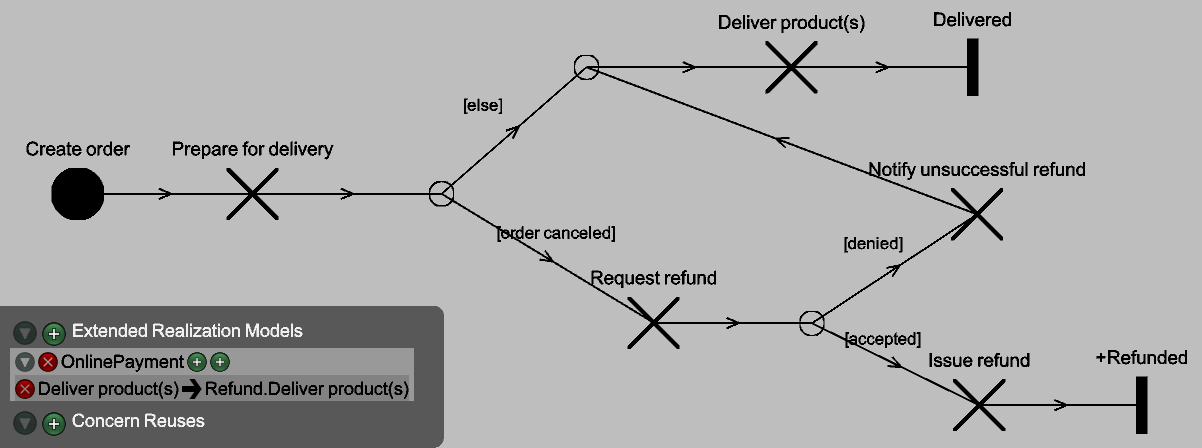 Deliver product(s)
Delivered
[else]
Create order
Prepare for delivery
Notify unsuccessful refund
[order canceled]
[denied]
Request refund
[accepted]
Issue refund
+Refunded
Extended Realization Models
OnlinePayment
Deliver product(s) → Refund.Deliver product(s)
Concern Reuses